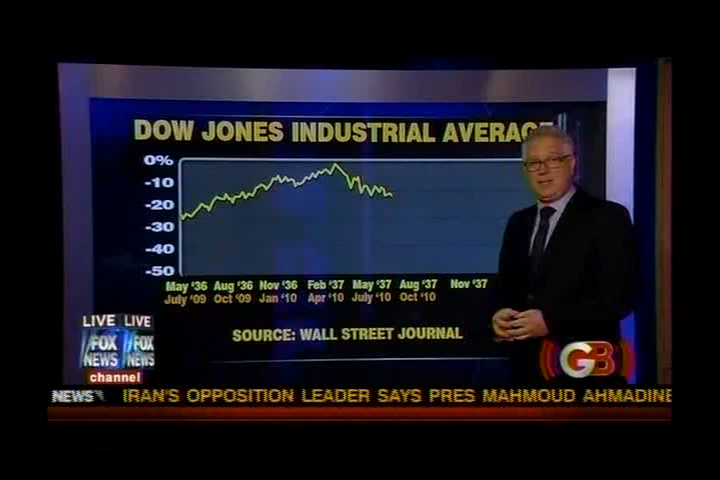 DOW JONES INDUSTRIAL AVERAGE
0%
-10
-20
-30
-40
-50
May '36 Aug '36 Nov '36 Feb '37 May '37 Aug '37 Nov '37
July '09 Oct '09 Jan '10 Apr '10 July '10 Oct '10
SOURCE: WALL STREET JOURNAL
LIVE LIVE
FOX FOX
NEWS NEWS
channel
GB
NEWS IRAN'S OPPOSITION LEADER SAYS PRES MAHMOUD AHMADINE